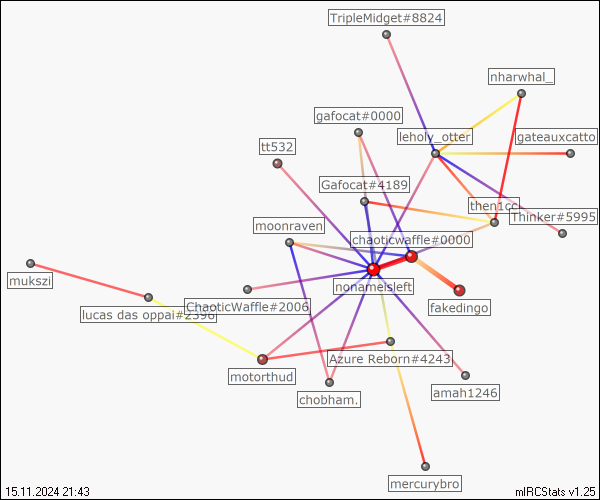 TripleMidget#8824
nharwhal_
gafocat#0000
leholy_otter
gateauxcatto
tt532
Gafocat#4189
then1cc
Thinker#5995
moonraven
chaoticwaffle#0000
mukszi
nonameisleft
ChaoticWaffle#2006
fakedingo
lucas das oppai#2396
Azure Reborn#4243
motorthud
amah1246
chobham.
mercurybro
15.11.2024 21:43
mIRCStats v1.25